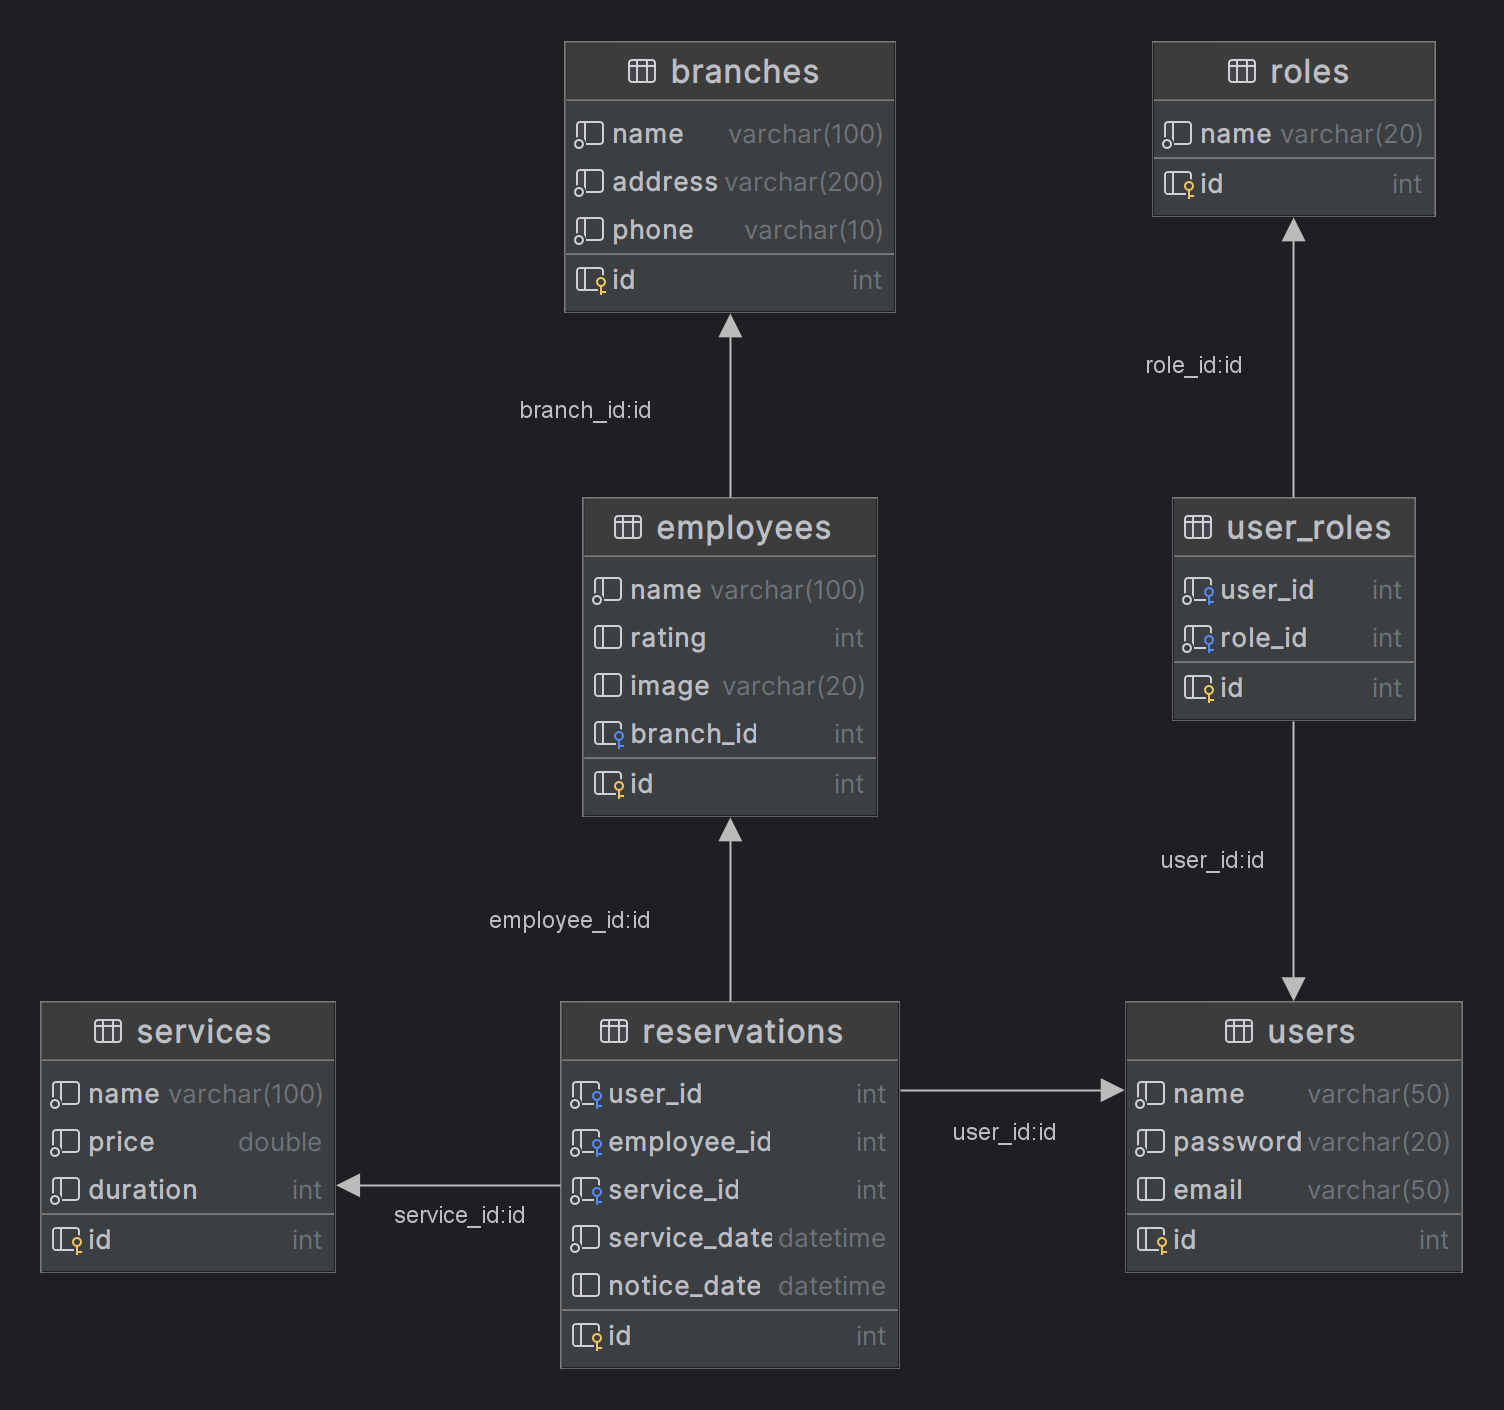 branches
name varchar(100)
address varchar(200)
phone varchar(10)
id int
roles
name varchar(20)
id int
branch_id:id
role_id:id
employees
name varchar(100)
rating int
image varchar(20)
branch_id int
id int
user_roles
user_id int
role_id int
id int
employee_id:id
user_id:id
services
name varchar(100)
price double
duration int
id int
service_id:id
reservations
user_id int
employee_id int
service_id int
service_date datetime
notice_date datetime
id int
user_id:id
users
name varchar(50)
password varchar(20)
email varchar(50)
id int